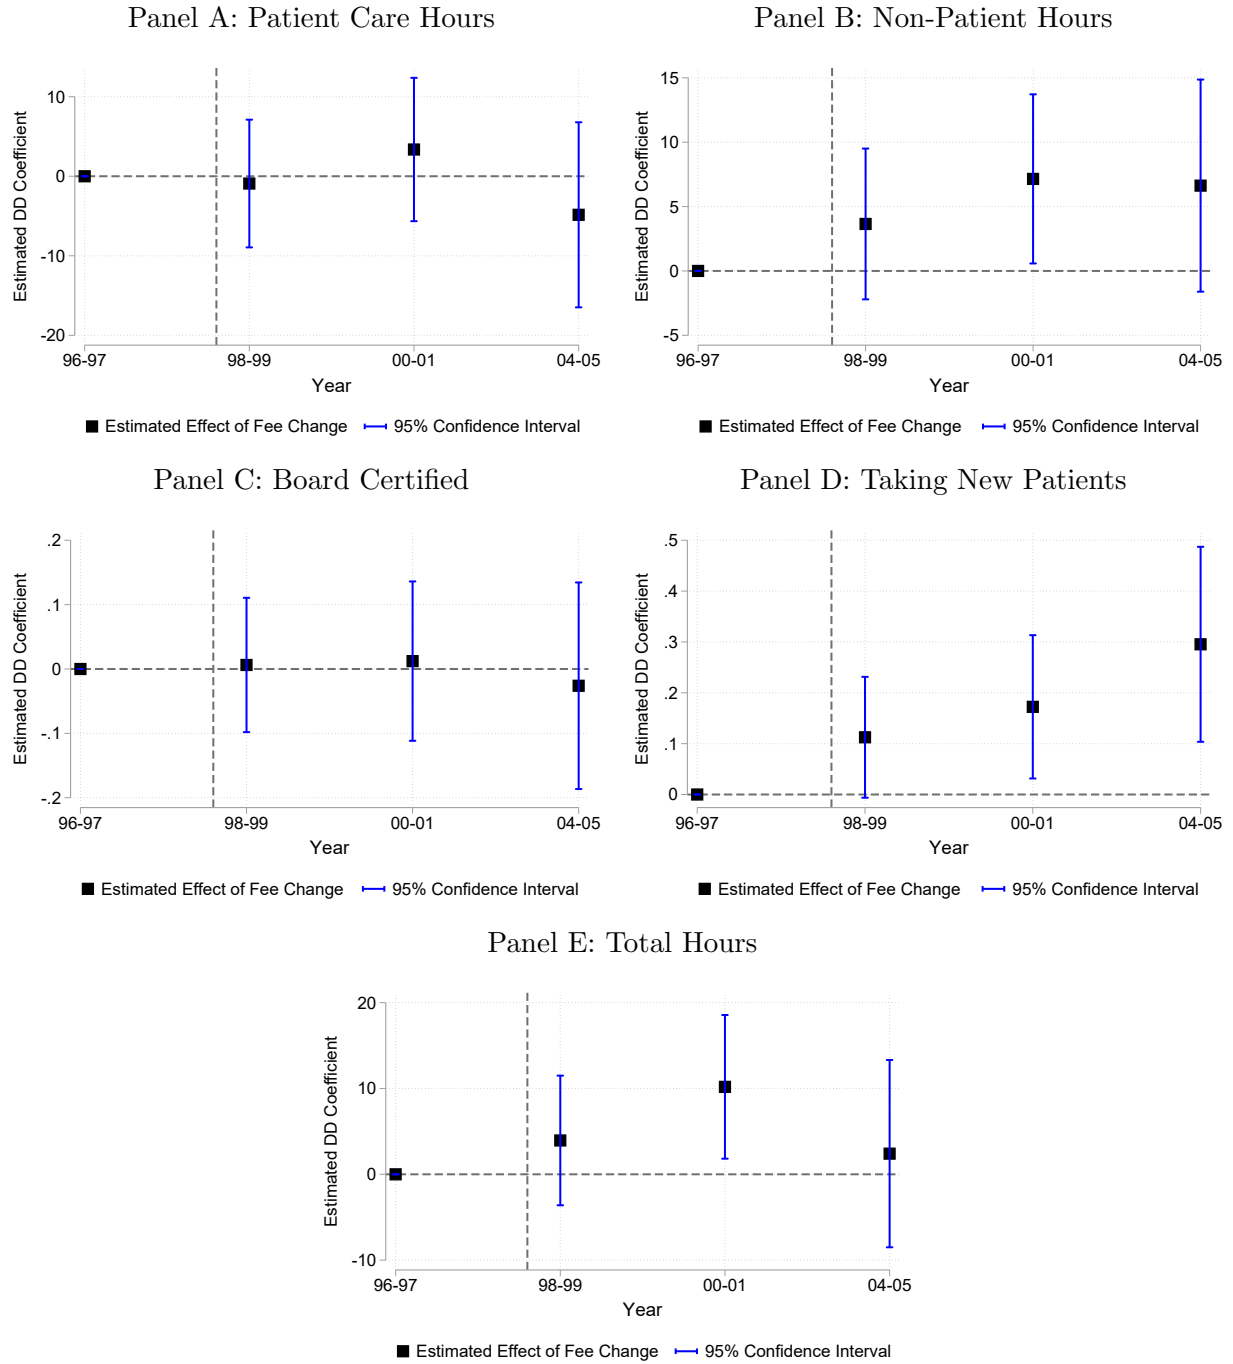 Panel A: Patient Care Hours
Estimated DD Coefficient
10
0
-10
-20
96-97 98-99 00-01 04-05
Year
Estimated Effect of Fee Change 95% Confidence Interval
Panel B: Non-Patient Hours
Estimated DD Coefficient
15
10
5
0
-5
96-97 98-99 00-01 04-05
Year
Estimated Effect of Fee Change 95% Confidence Interval
Panel C: Board Certified
Estimated DD Coefficient
.2
.1
0
-.1
-.2
96-97 98-99 00-01 04-05
Year
Estimated Effect of Fee Change 95% Confidence Interval
Panel D: Taking New Patients
Estimated DD Coefficient
.5
.4
.3
.2
.1
0
96-97 98-99 00-01 04-05
Year
Estimated Effect of Fee Change 95% Confidence Interval
Panel E: Total Hours
Estimated DD Coefficient
20
10
0
-10
96-97 98-99 00-01 04-05
Year
Estimated Effect of Fee Change 95% Confidence Interval